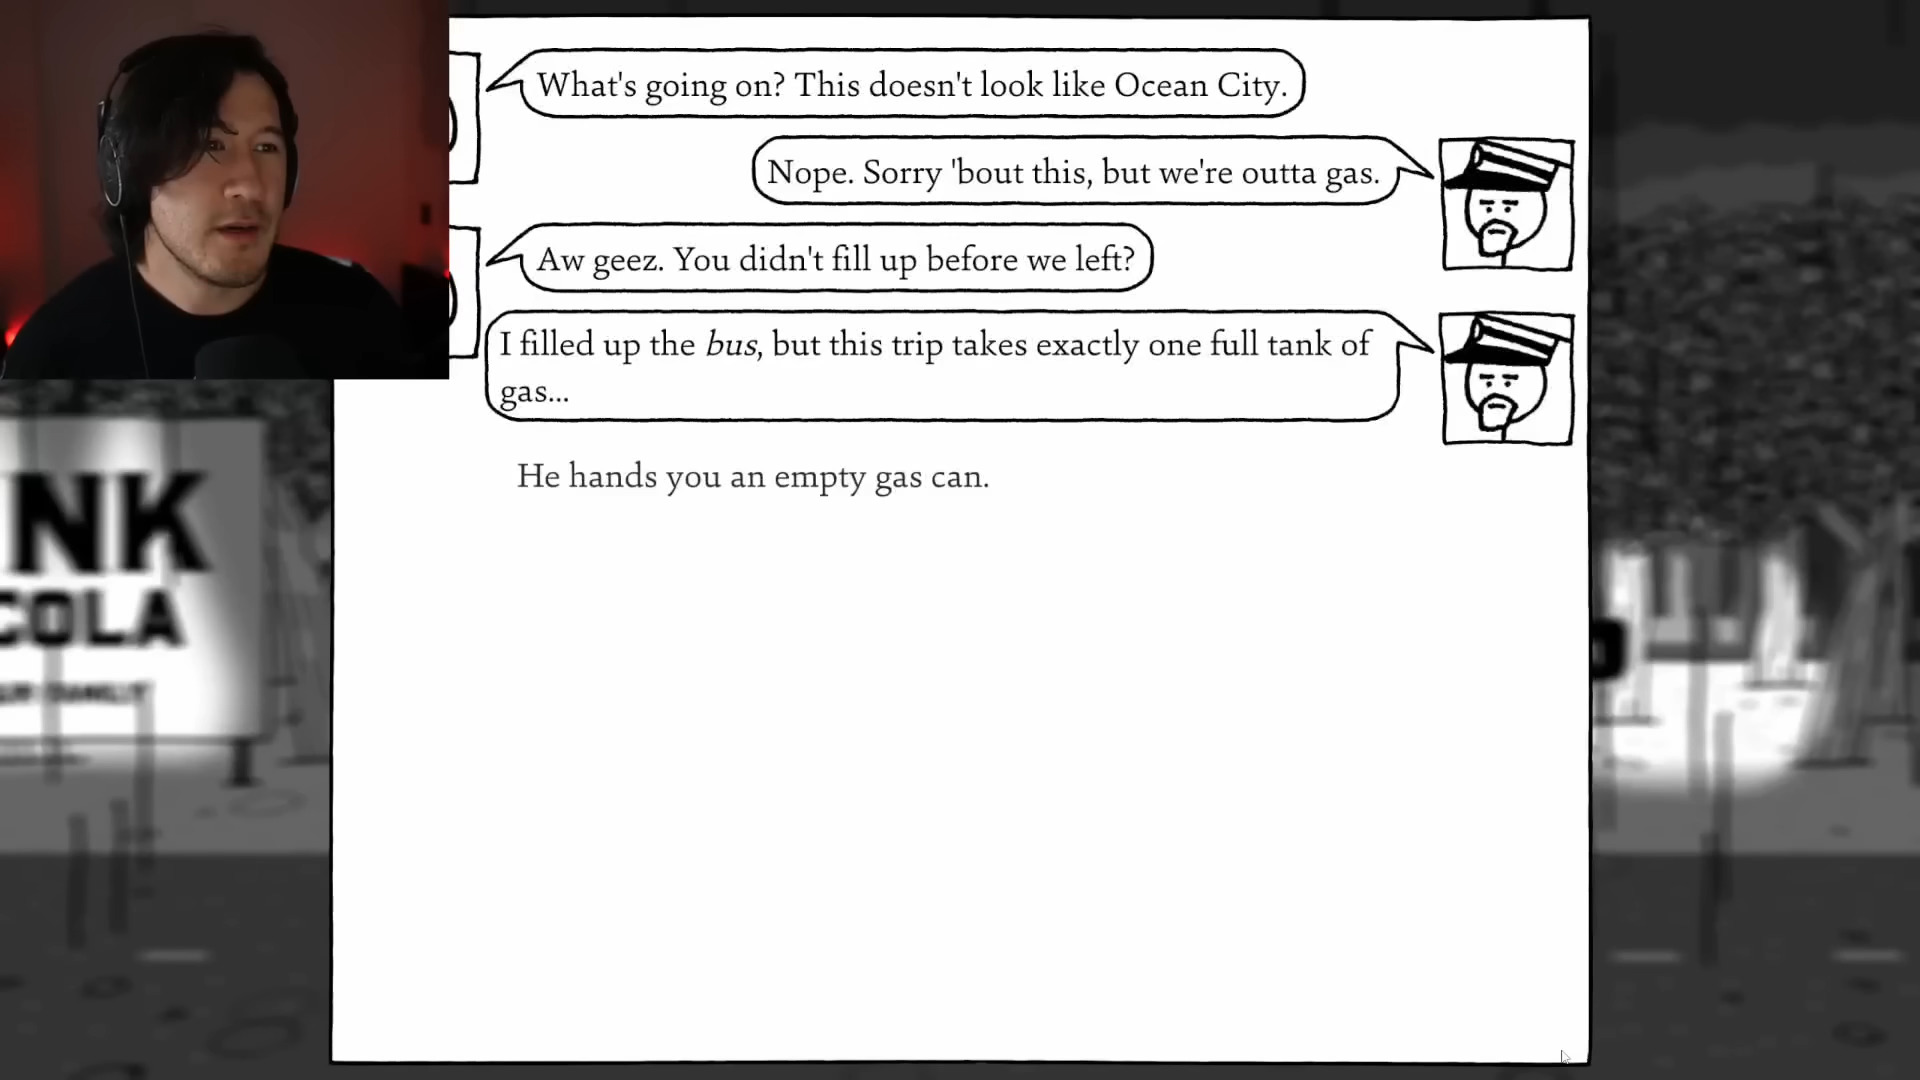 What's going on? This doesn't look like Ocean City.
Nope. Sorry 'bout this, but we're outta gas.
Aw geez. You didn't fill up before we left?
I filled up the bus, but this trip takes exactly one full tank of
gas...
He hands you an empty gas can.
NK
COLA